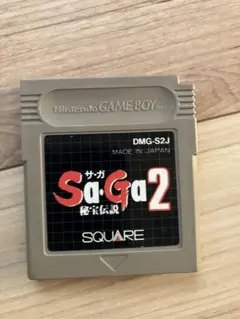 Nintendo GAME BOY
DMG-S2J
MADE IN JAPAN
サ・ガ
Sa・Ga2
秘宝伝説
SQUARE